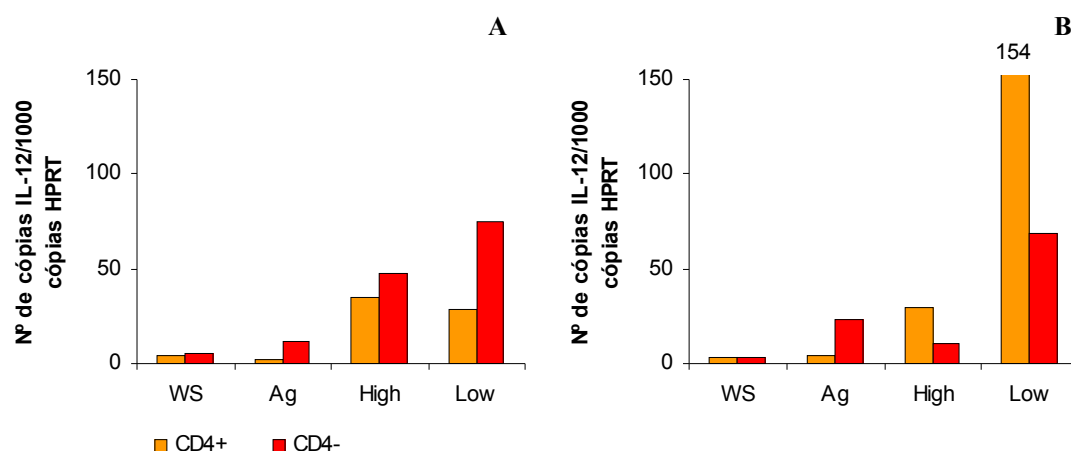 A
Nº de cópias IL-12/1000
cópias HPRT
150
100
50
0
WS Ag High Low
CD4+ CD4-
B
154
Nº de cópias IL-12/1000
cópias HPRT
150
100
50
0
WS Ag High Low